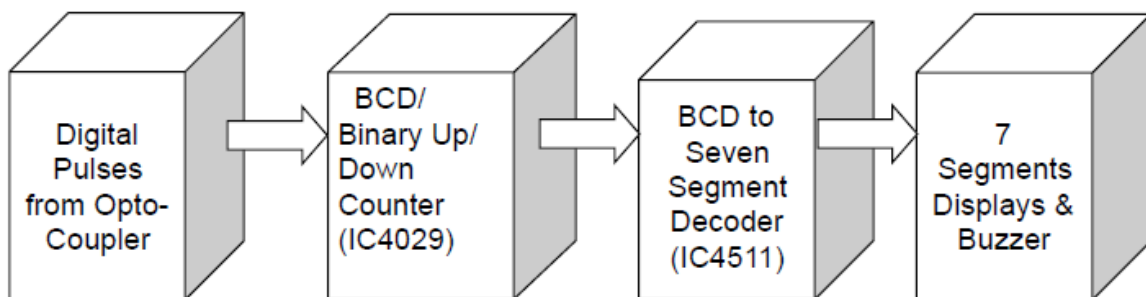 Digital
Pulses
from Opto-
Coupler
BCD/
Binary Up/
Down
Counter
(IC4029)
BCD to
Seven
Segment
Decoder
(IC4511)
7
Segments
Displays &
Buzzer